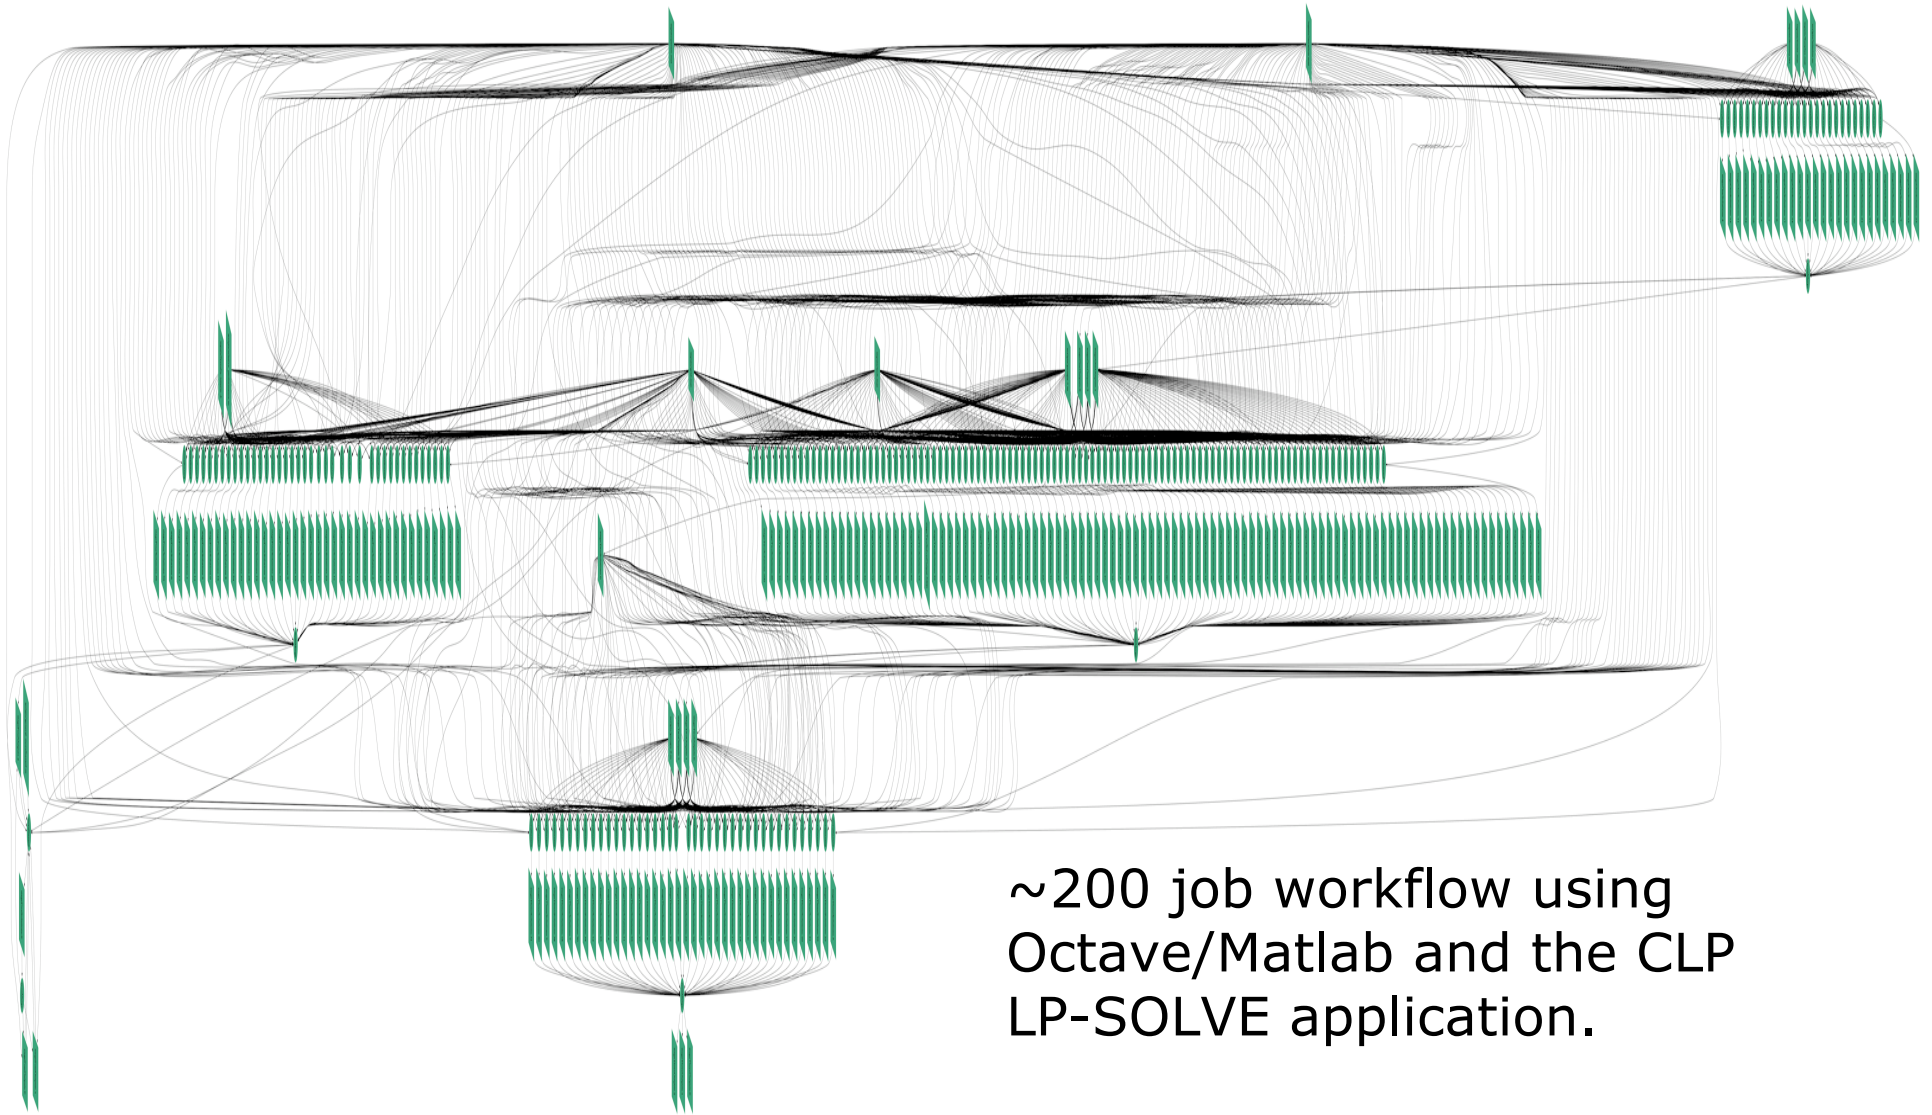 ~200 job workflow using
Octave/Matlab and the CLP
LP-SOLVE application.